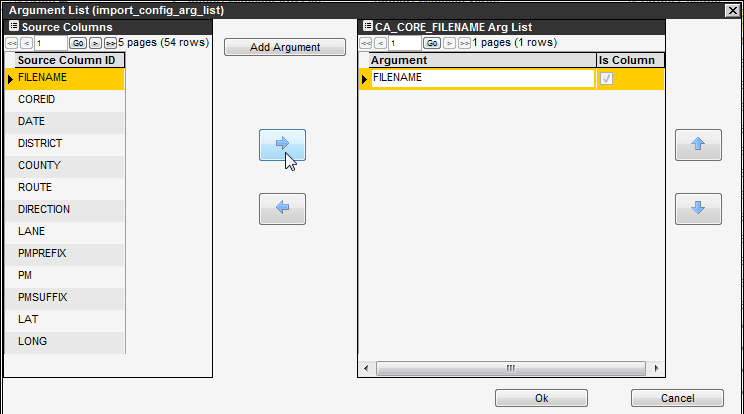 Argument List (import_config_arg_list)
Source Columns
<< < 1 Go > >> 5 pages (54 rows)
Source Column ID
FILENAME
COREID
DATE
DISTRICT
COUNTY
ROUTE
DIRECTION
LANE
PMPREFIX
PM
PMSUFFIX
LAT
LONG
Add Argument
CA_CORE_FILENAME Arg List
<< < 1 Go > >> 1 pages (1 rows)
Argument Is Column
FILENAME
Ok Cancel